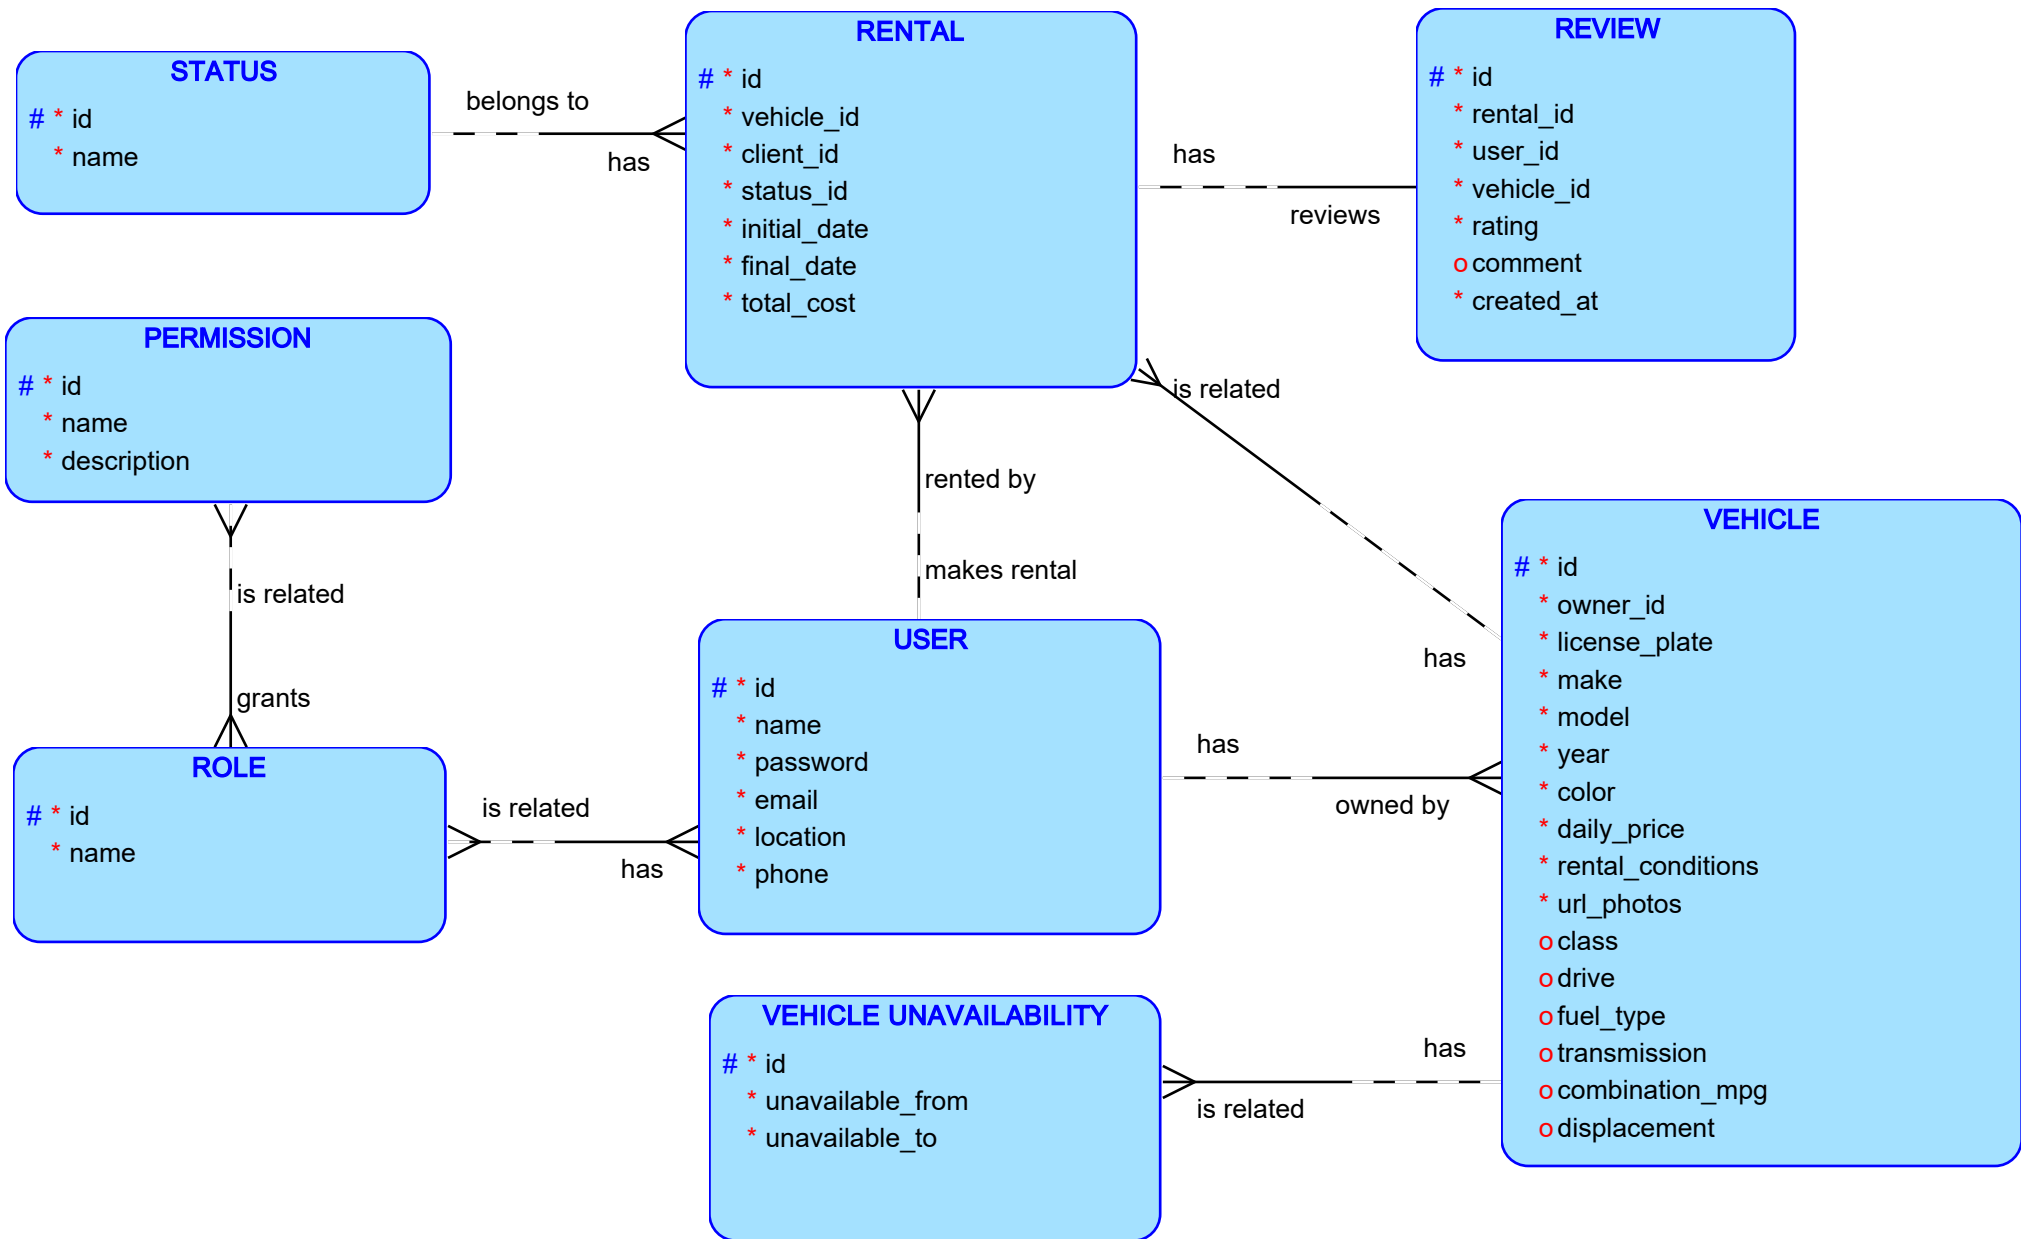 STATUS
# * id
* name
belongs to
has
RENTAL
# * id
* vehicle_id
* client_id
* status_id
* initial_date
* final_date
* total_cost
has
reviews
REVIEW
# * id
* rental_id
* user_id
* vehicle_id
* rating
o comment
* created_at
PERMISSION
# * id
* name
* description
is related
grants
is related
has
rented by
makes rental
ROLE
# * id
* name
is related
has
USER
# * id
* name
* password
* email
* location
* phone
has
owned by
VEHICLE
# * id
* owner_id
* license_plate
* make
* model
* year
* color
* daily_price
* rental_conditions
* url_photos
o class
o drive
o fuel_type
o transmission
o combination_mpg
o displacement
VEHICLE UNAVAILABILITY
# * id
* unavailable_from
* unavailable_to
has
is related